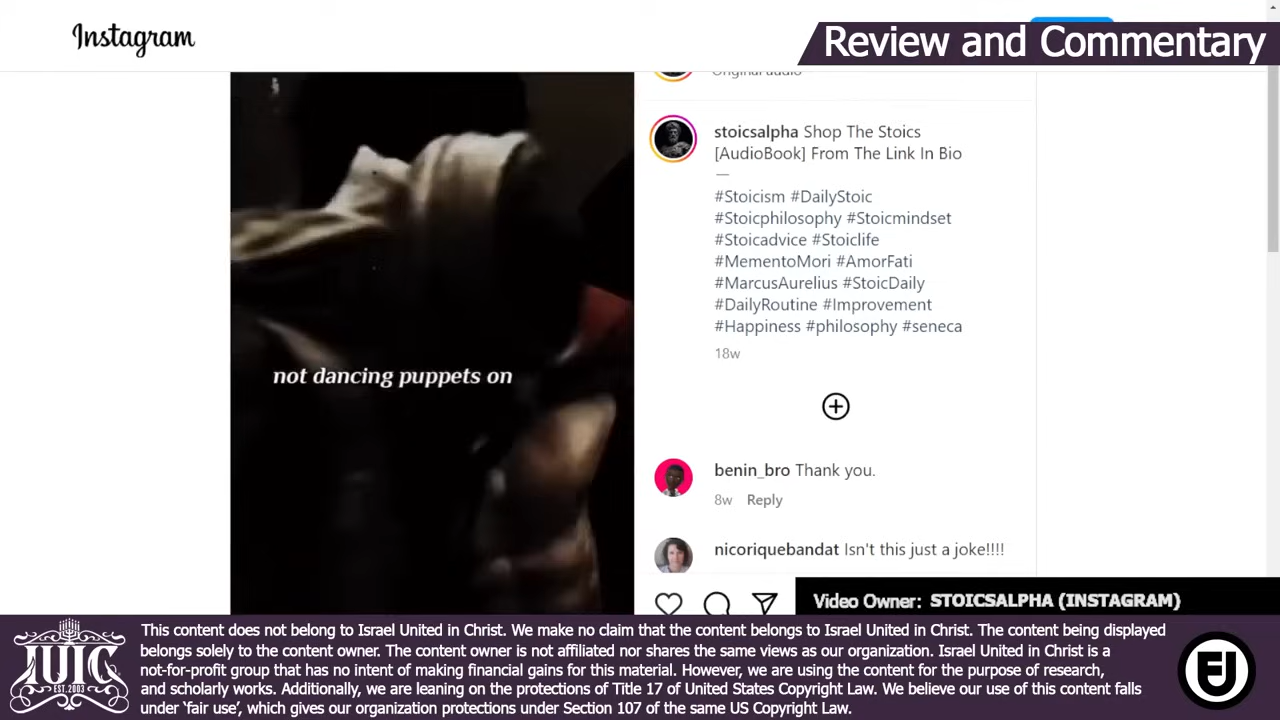 Instagram
Review and Commentary
Original audio
stoicsalpha Shop The Stoics
[AudioBook] From The Link In Bio
—
#Stoicism #DailyStoic
#Stoicphilosophy #Stoicmindset
#Stoicadvice #Stoiclife
#MementoMori #AmorFati
#MarcusAurelius #StoicDaily
#DailyRoutine #Improvement
#Happiness #philosophy #seneca
18w
not dancing puppets on
benin_bro Thank you.
8w Reply
nicoriquebandat Isn't this just a joke!!!!
Video Owner: STOICSALPHA (INSTAGRAM)
IUIC
EST. 2003
This content does not belong to Israel United in Christ. We make no claim that the content belongs to Israel United in Christ. The content being displayed
belongs solely to the content owner. The content owner is not affiliated nor shares the same views as our organization. Israel United in Christ is a
not-for-profit group that has no intent of making financial gains for this material. However, we are using the content for the purpose of research,
and scholarly works. Additionally, we are leaning on the protections of Title 17 of United States Copyright Law. We believe our use of this content falls
under ‘fair use’, which gives our organization protections under Section 107 of the same US Copyright Law.